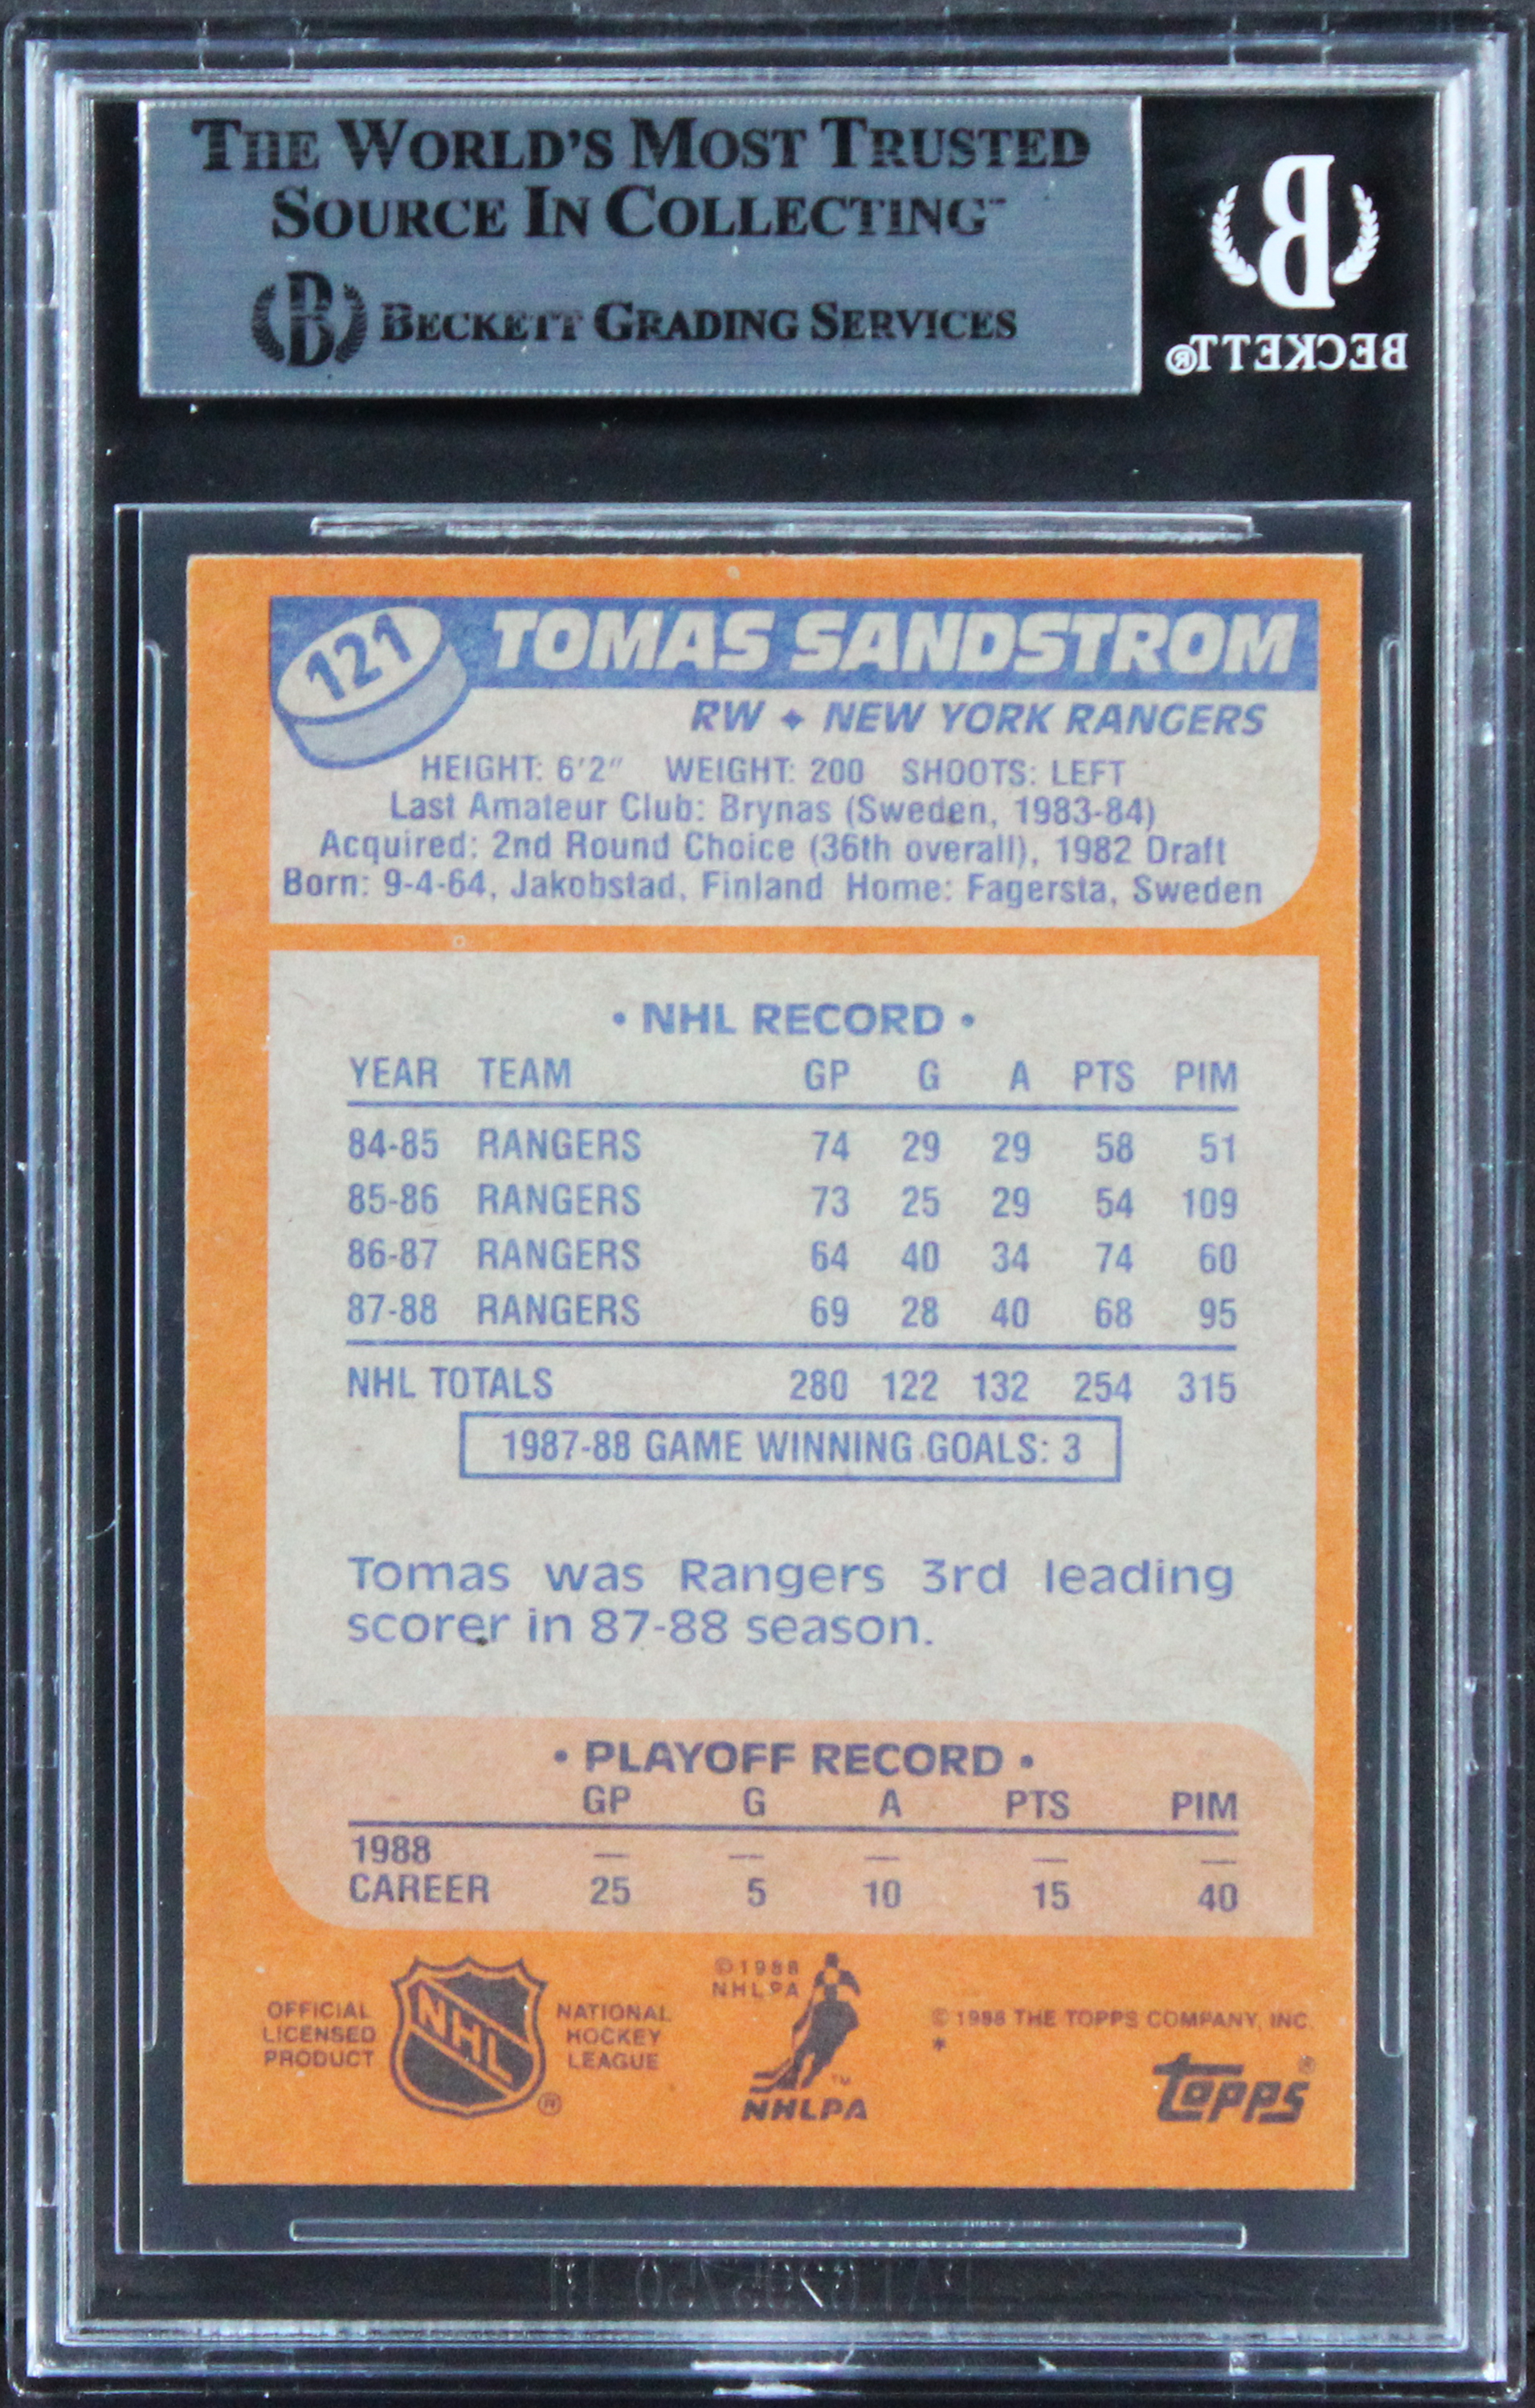 THE WORLD'S MOST TRUSTED
SOURCE IN COLLECTING™
B BECKETT GRADING SERVICES
B
BECKETT®
121
TOMAS SANDSTROM
RW ♦ NEW YORK RANGERS
HEIGHT: 6'2" WEIGHT: 200 SHOOTS: LEFT
Last Amateur Club: Brynas (Sweden, 1983-84)
Acquired: 2nd Round Choice (36th overall), 1982 Draft
Born: 9-4-64, Jakobstad, Finland Home: Fagersta, Sweden
• NHL RECORD •
YEAR TEAM GP G A PTS PIM
84-85 RANGERS 74 29 29 58 51
85-86 RANGERS 73 25 29 54 109
86-87 RANGERS 64 40 34 74 60
87-88 RANGERS 69 28 40 68 95
NHL TOTALS 280 122 132 254 315
1987-88 GAME WINNING GOALS: 3
Tomas was Rangers 3rd leading
scorer in 87-88 season.
• PLAYOFF RECORD •
GP G A PTS PIM
1988 — — — — —
CAREER 25 5 10 15 40
OFFICIAL
LICENSED
PRODUCT
NHL
®
NATIONAL
HOCKEY
LEAGUE
©1988
NHLPA
™
NHLPA
© 1988 THE TOPPS COMPANY, INC.
*
topps®